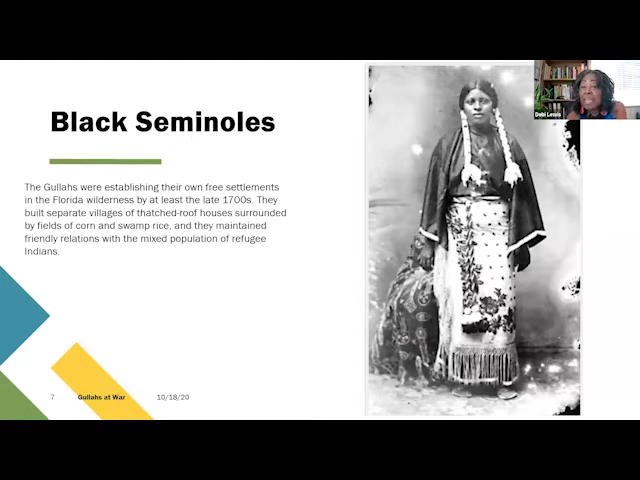 Black Seminoles
The Gullahs were establishing their own free settlements
in the Florida wilderness by at least the late 1700s. They
built separate villages of thatched-roof houses surrounded
by fields of corn and swamp rice, and they maintained
friendly relations with the mixed population of refugee
Indians.
7 Gullahs at War 10/18/20
Debi Lewis